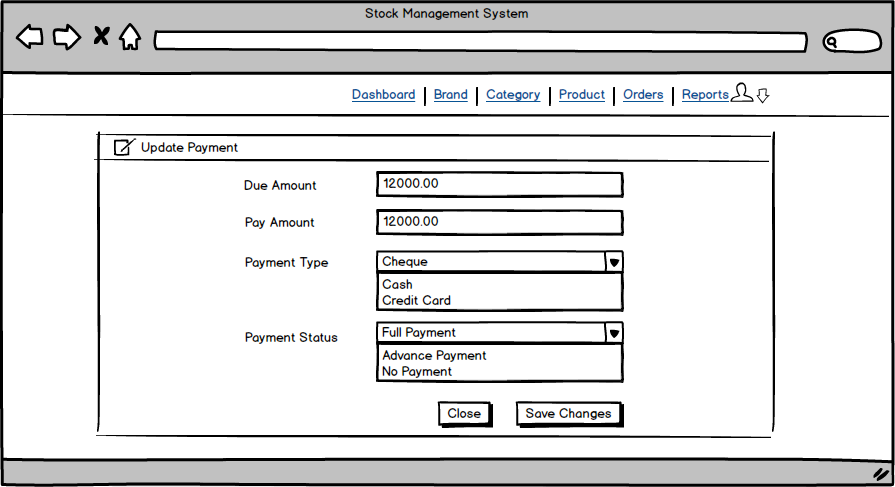 Stock Management System
Dashboard Brand Category Product Orders Reports
Update Payment
Due Amount 12000.00
Pay Amount 12000.00
Payment Type Cheque
Cash
Credit Card
Payment Status Full Payment
Advance Payment
No Payment
Close Save Changes